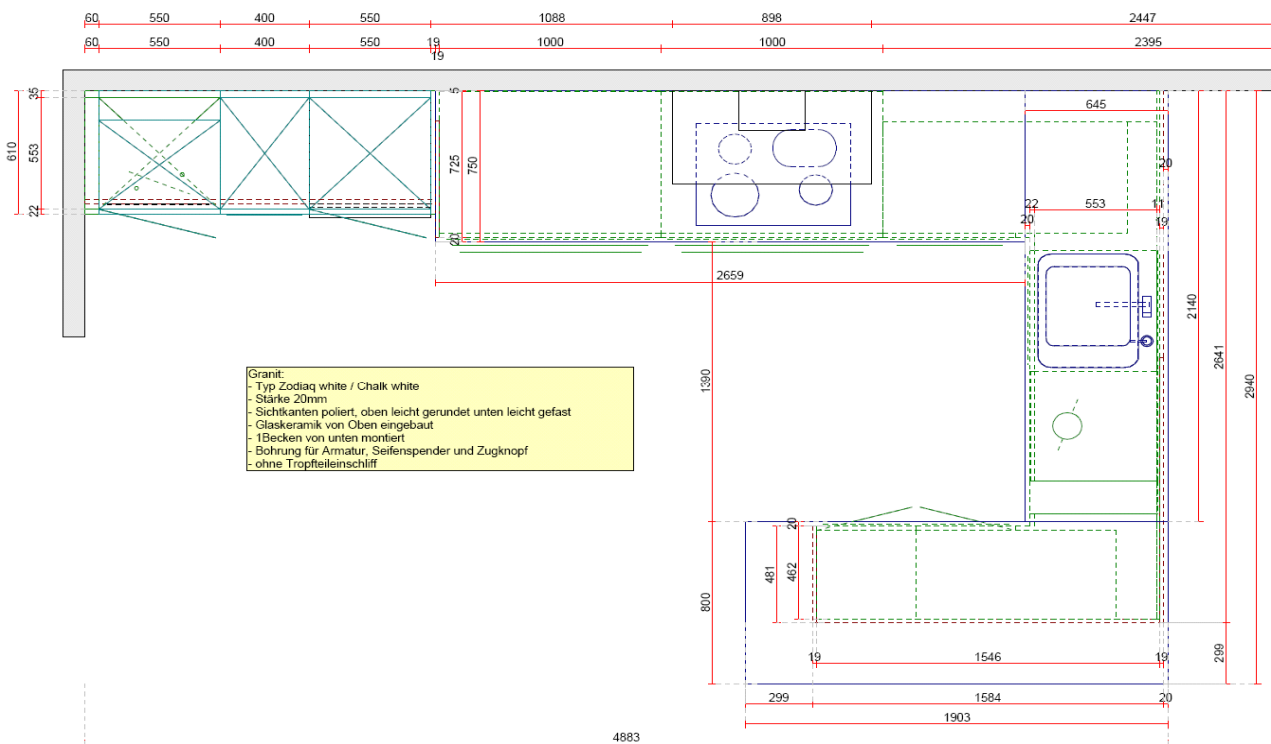 60 550 400 550 1088 898 2447
60 550 400 550 19 1000 1000 2395
19
36 5 645
610 553 725 750 20
22 553 11
22 20 19
20
2659
2140
2641
1390 2940
Granit:
- Typ Zodiaq white / Chalk white
- Stärke 20mm
- Sichtkanten poliert, oben leicht gerundet unten leicht gefast
- Glaskeramik von Oben eingebaut
- 1Becken von unten montiert
- Bohrung für Armatur, Seifenspender und Zugknopf
- ohne Tropfteileinschliff
20
481 462
800
299
19 1546 19
299 1584 20
1903
4883